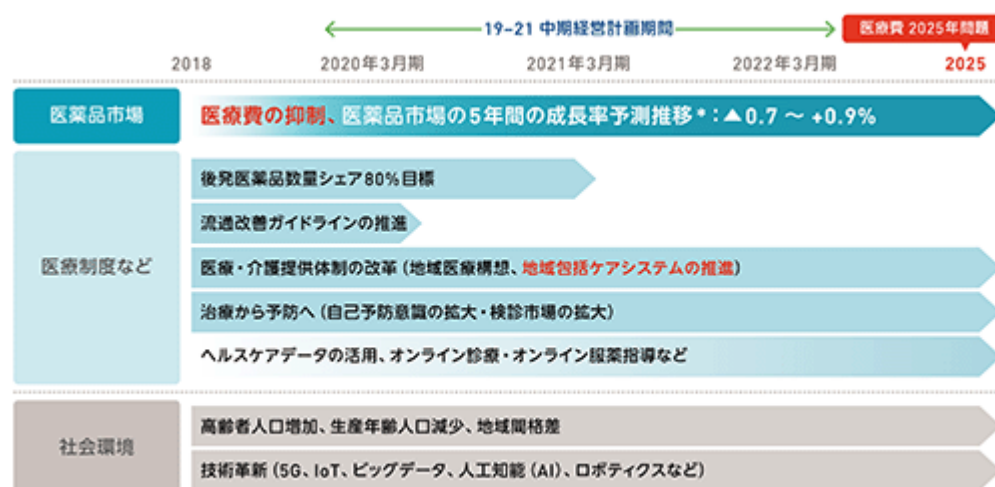 19-21 中期経営計画期間
医療費 2025年問題
2018
2020年3月期
2021年3月期
2022年3月期
2025
医薬品市場
医療費の抑制、医薬品市場の5年間の成長率予測推移*：▲0.7 〜 +0.9%
医療制度など
後発医薬品数量シェア80%目標
流通改善ガイドラインの推進
医療・介護提供体制の改革（地域医療構想、地域包括ケアシステムの推進）
治療から予防へ（自己予防意識の拡大・検診市場の拡大）
ヘルスケアデータの活用、オンライン診療・オンライン服薬指導など
社会環境
高齢者人口増加、生産年齢人口減少、地域間格差
技術革新（5G、IoT、ビッグデータ、人工知能（AI）、ロボティクスなど）